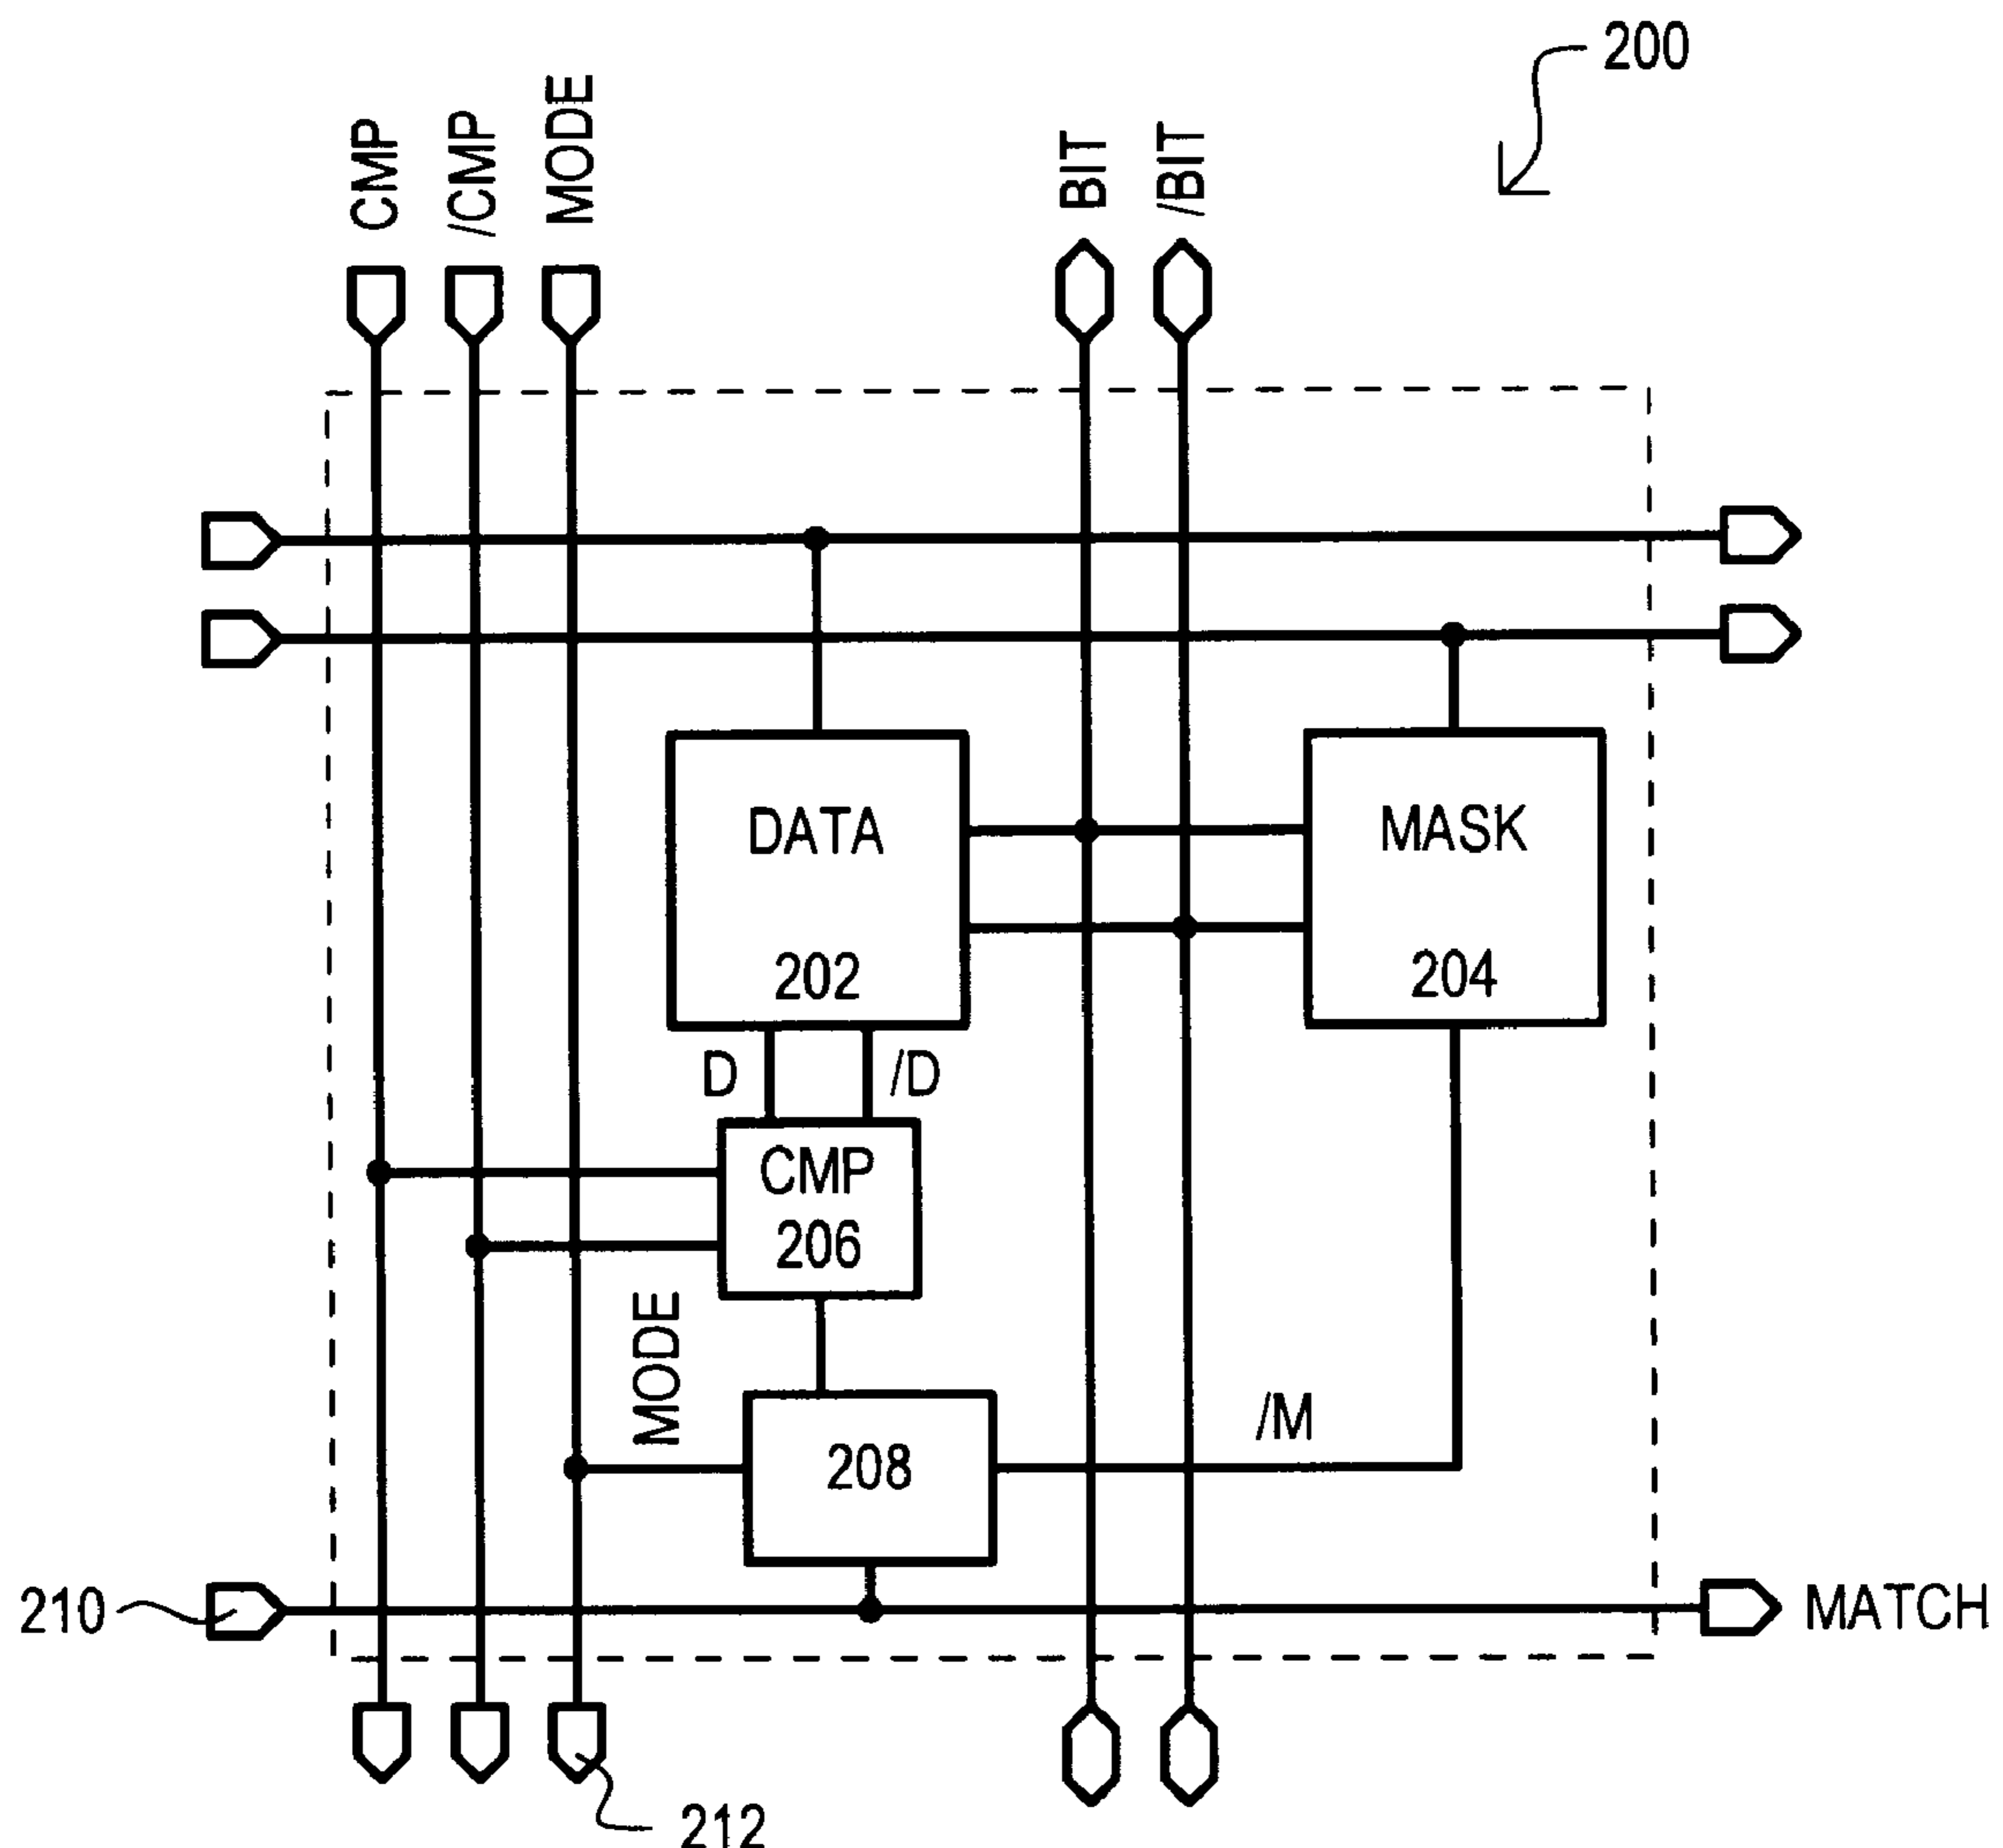 200
CMP
/CMP
MODE
BIT
/BIT
DATA
202
MASK
204
D
/D
CMP
206
MODE
208
/M
210
MATCH
212